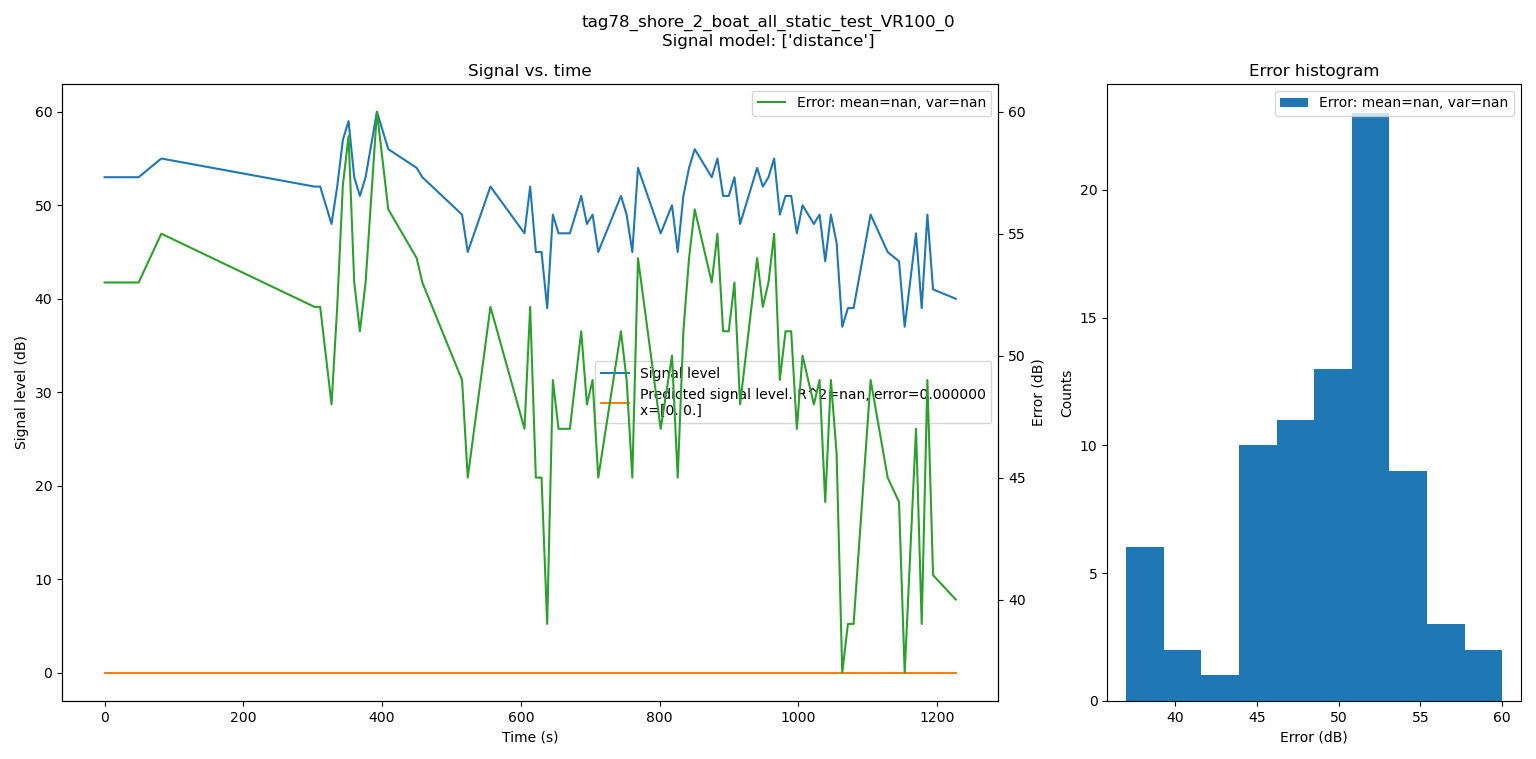 tag78_shore_2_boat_all_static_test_VR100_0
Signal model: ['distance']
Signal vs. time
Error: mean=nan, var=nan
Signal level
Predicted signal level. R^2=nan, error=0.000000
x=[0. 0.]
Signal level (dB)
60
50
40
30
20
10
0
0 200 400 600 800 1000 1200
Time (s)
60
55
50
45
40
Error (dB)
Error histogram
Error: mean=nan, var=nan
Counts
20
15
10
5
0
40 45 50 55 60
Error (dB)